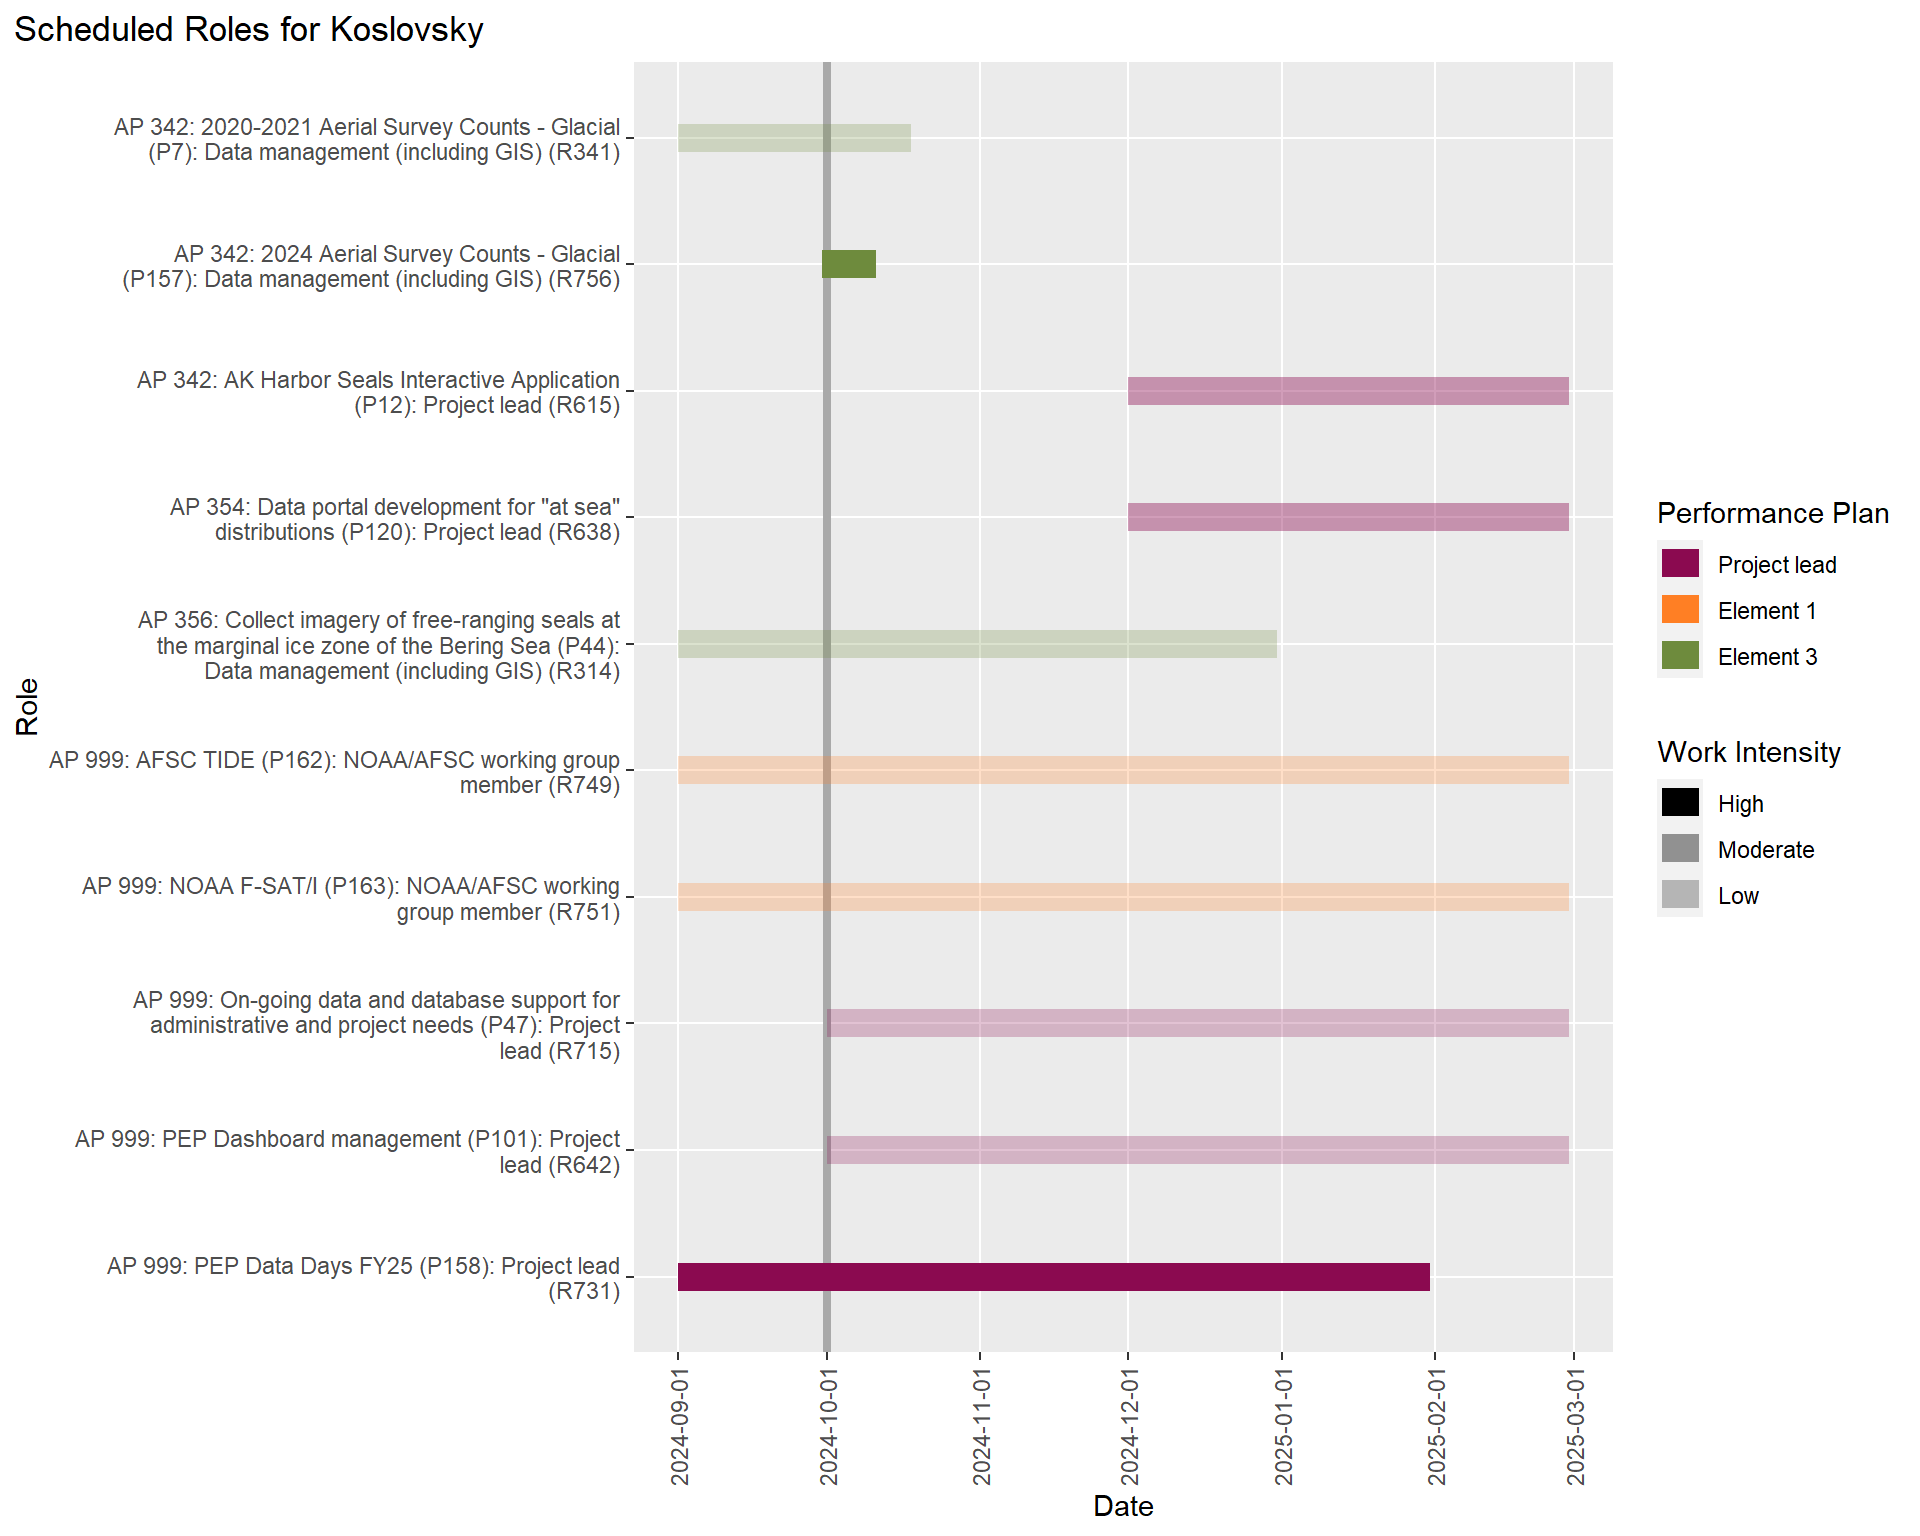 Scheduled Roles for Koslovsky
AP 342: 2020-2021 Aerial Survey Counts - Glacial
(P7): Data management (including GIS) (R341)
AP 342: 2024 Aerial Survey Counts - Glacial
(P157): Data management (including GIS) (R756)
AP 342: AK Harbor Seals Interactive Application
(P12): Project lead (R615)
AP 354: Data portal development for "at sea"
distributions (P120): Project lead (R638)
AP 356: Collect imagery of free-ranging seals at
the marginal ice zone of the Bering Sea (P44):
Data management (including GIS) (R314)
AP 999: AFSC TIDE (P162): NOAA/AFSC working group
member (R749)
AP 999: NOAA F-SAT/I (P163): NOAA/AFSC working
group member (R751)
AP 999: On-going data and database support for
administrative and project needs (P47): Project
lead (R715)
AP 999: PEP Dashboard management (P101): Project
lead (R642)
AP 999: PEP Data Days FY25 (P158): Project lead
(R731)
Role
2024-09-01
2024-10-01
2024-11-01
2024-12-01
2025-01-01
2025-02-01
2025-03-01
Date
Performance Plan
Project lead
Element 1
Element 3
Work Intensity
High
Moderate
Low